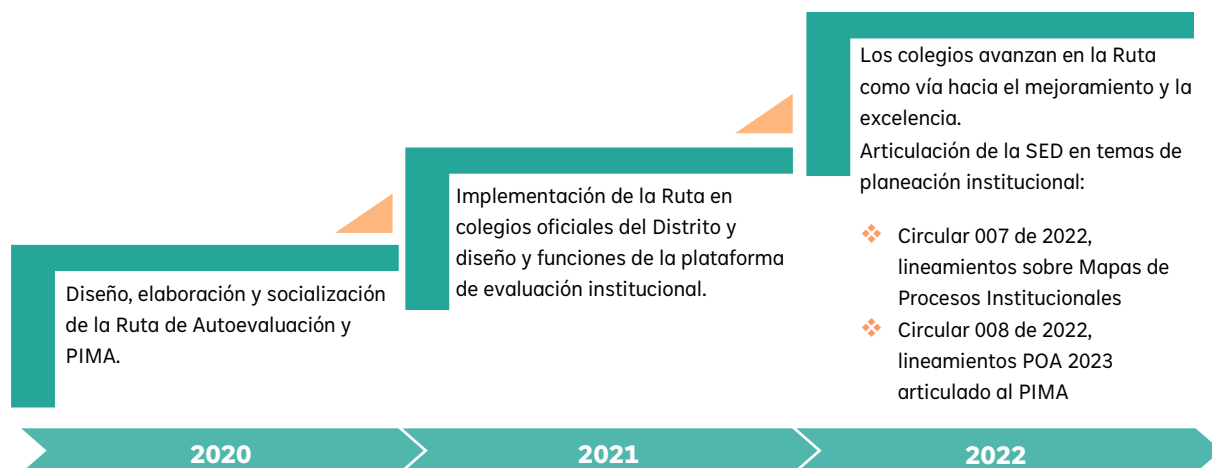 Diseño, elaboración y socialización
de la Ruta de Autoevaluación y
PIMA.
Implementación de la Ruta en
colegios oficiales del Distrito y
diseño y funciones de la plataforma
de evaluación institucional.
Los colegios avanzan en la Ruta
como vía hacia el mejoramiento y la
excelencia.
Articulación de la SED en temas de
planeación institucional:
Circular 007 de 2022,
lineamientos sobre Mapas de
Procesos Institucionales
Circular 008 de 2022,
lineamientos POA 2023
articulado al PIMA
2020
2021
2022